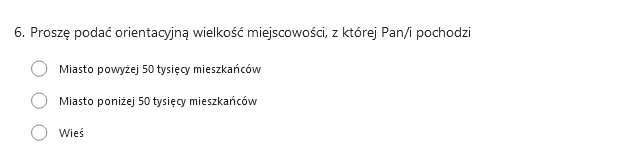 6. Proszę podać orientacyjną wielkość miejscowości, z której Pan/i pochodzi
Miasto powyżej 50 tysięcy mieszkańców
Miasto poniżej 50 tysięcy mieszkańców
Wieś